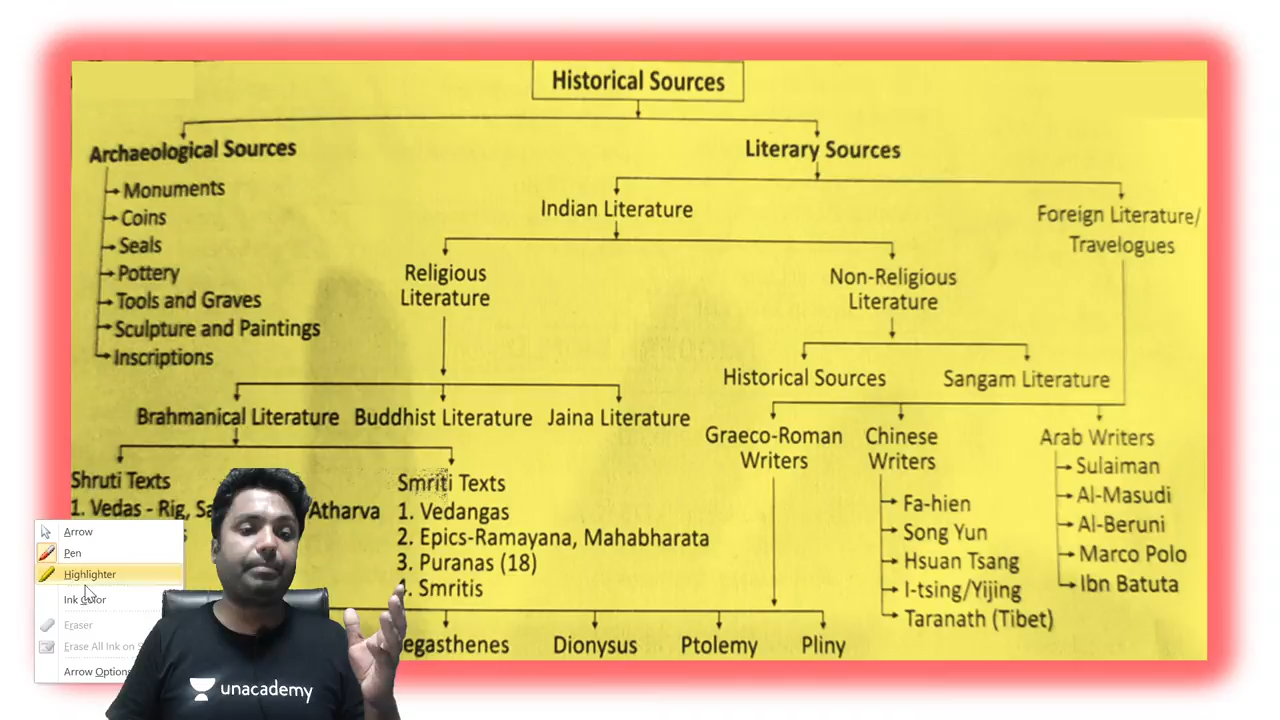 Historical Sources
Archaeological Sources
Monuments
Coins
Seals
Pottery
Tools and Graves
Sculpture and Paintings
Inscriptions
Literary Sources
Indian Literature
Foreign Literature/
Travelogues
Religious
Literature
Non-Religious
Literature
Historical Sources
Sangam Literature
Brahmanical Literature
Buddhist Literature
Jaina Literature
Shruti Texts
1. Vedas - Rig, Atharva
Smriti Texts
1. Vedangas
2. Epics-Ramayana, Mahabharata
3. Puranas (18)
Smritis
Graeco-Roman
Writers
Dionysus
Ptolemy
Pliny
Chinese
Writers
Fa-hien
Song Yun
Hsuan Tsang
I-tsing/Yijing
Taranath (Tibet)
Arab Writers
Sulaiman
Al-Masudi
Al-Beruni
Marco Polo
Ibn Batuta
Arrow
Pen
Highlighter
Ink Color
Eraser
Erase All Ink on
Arrow Options
unacademy